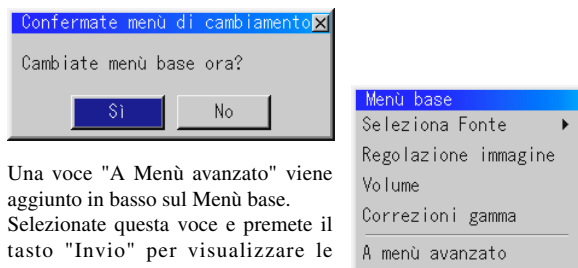 Confermate menù di cambiamento
Cambiate menù base ora?
Sì
No
Una voce "A Menù avanzato" viene
aggiunto in basso sul Menù base.
Selezionate questa voce e premete il
tasto "Invio" per visualizzare le
Menù base
Seleziona Fonte
Regolazione immagine
Volume
Correzioni gamma
A menù avanzato